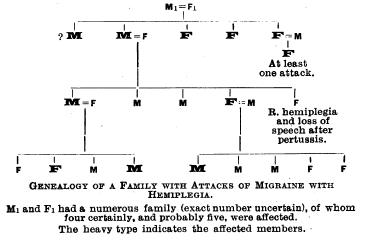 M1=F1
? M M=F F F F=M
F
At least
one attack.
M=F M M F=M F
R. hemiplegia
and loss of
speech after
pertussis.
F F M M M M M F F
GENEALOGY OF A FAMILY WITH ATTACKS OF MIGRAINE WITH
HEMIPLEGIA.
M1 and F1 had a numerous family (exact number uncertain), of whom
four certainly, and probably five, were affected.
The heavy type indicates the affected members.